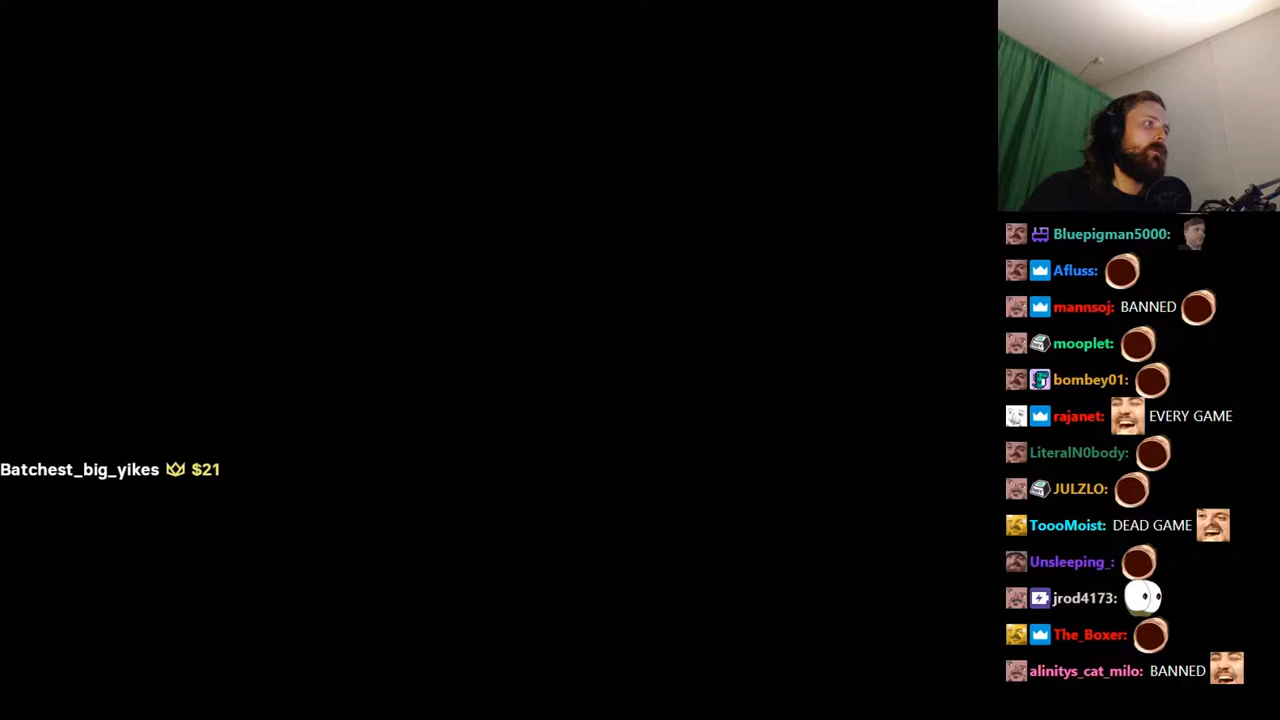 Batchest_big_yikes $21
Bluepigman5000:
Afluss:
mannsoj: BANNED
mooplet:
bombey01:
rajanet: EVERY GAME
LiteralN0body:
JULZLO:
ToooMoist: DEAD GAME
Unsleeping_:
jrod4173:
The_Boxer:
alinitys_cat_milo: BANNED